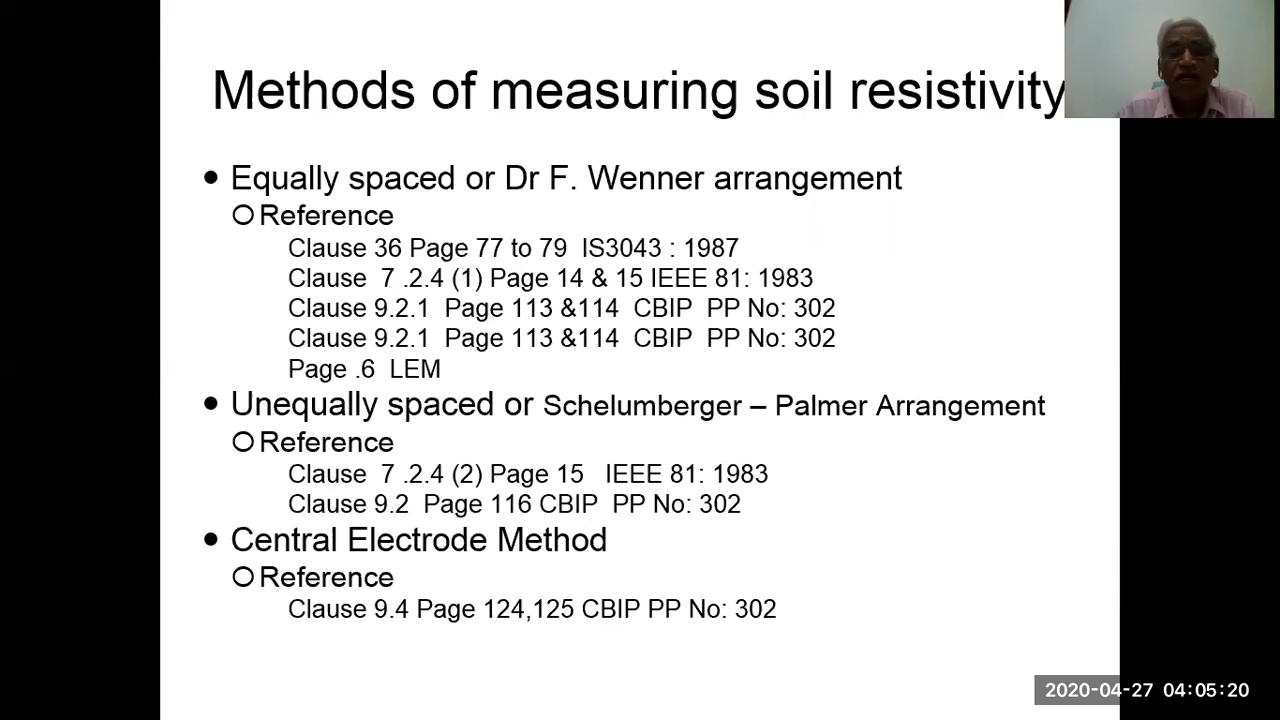 Methods of measuring soil resistivity
● Equally spaced or Dr F. Wenner arrangement
○ Reference
Clause 36 Page 77 to 79 IS3043 : 1987
Clause 7 .2.4 (1) Page 14 & 15 IEEE 81: 1983
Clause 9.2.1 Page 113 &114 CBIP PP No: 302
Clause 9.2.1 Page 113 &114 CBIP PP No: 302
Page .6 LEM
● Unequally spaced or Schelumberger – Palmer Arrangement
○ Reference
Clause 7 .2.4 (2) Page 15 IEEE 81: 1983
Clause 9.2 Page 116 CBIP PP No: 302
● Central Electrode Method
○ Reference
Clause 9.4 Page 124,125 CBIP PP No: 302
2020-04-27 04:05:20